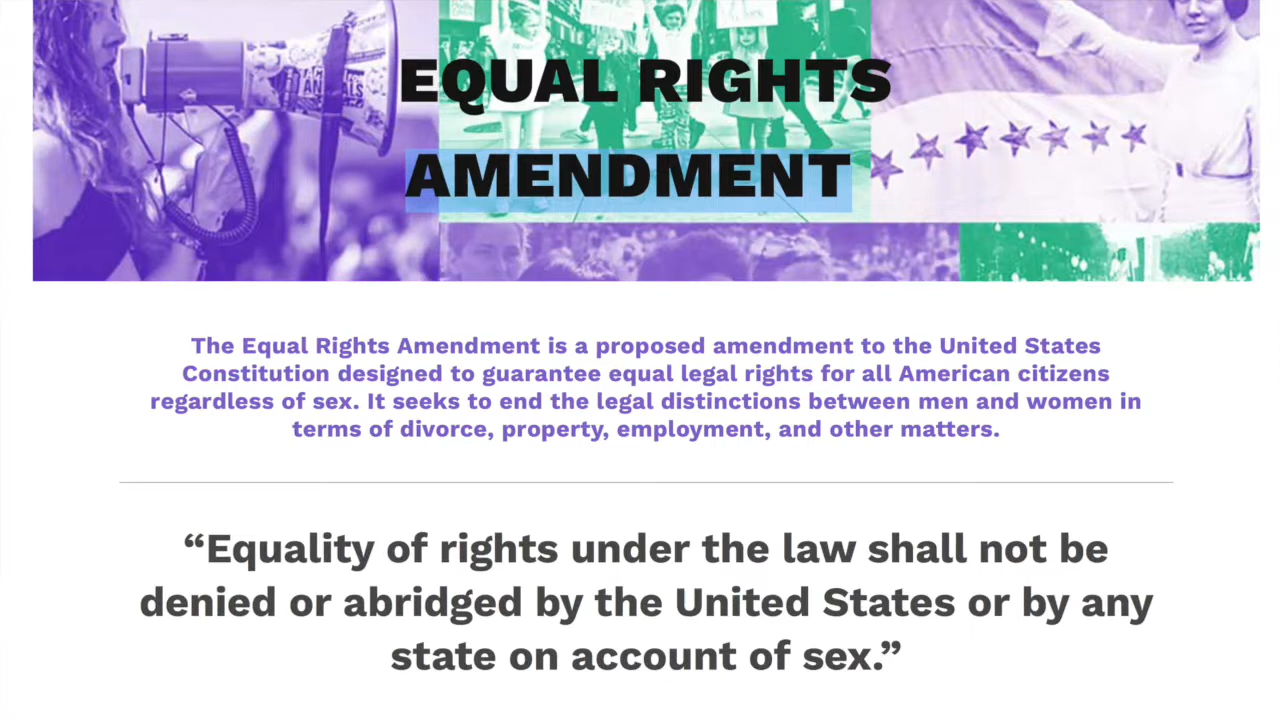 EQUAL RIGHTS
AMENDMENT
The Equal Rights Amendment is a proposed amendment to the United States
Constitution designed to guarantee equal legal rights for all American citizens
regardless of sex. It seeks to end the legal distinctions between men and women in
terms of divorce, property, employment, and other matters.
“Equality of rights under the law shall not be
denied or abridged by the United States or by any
state on account of sex.”